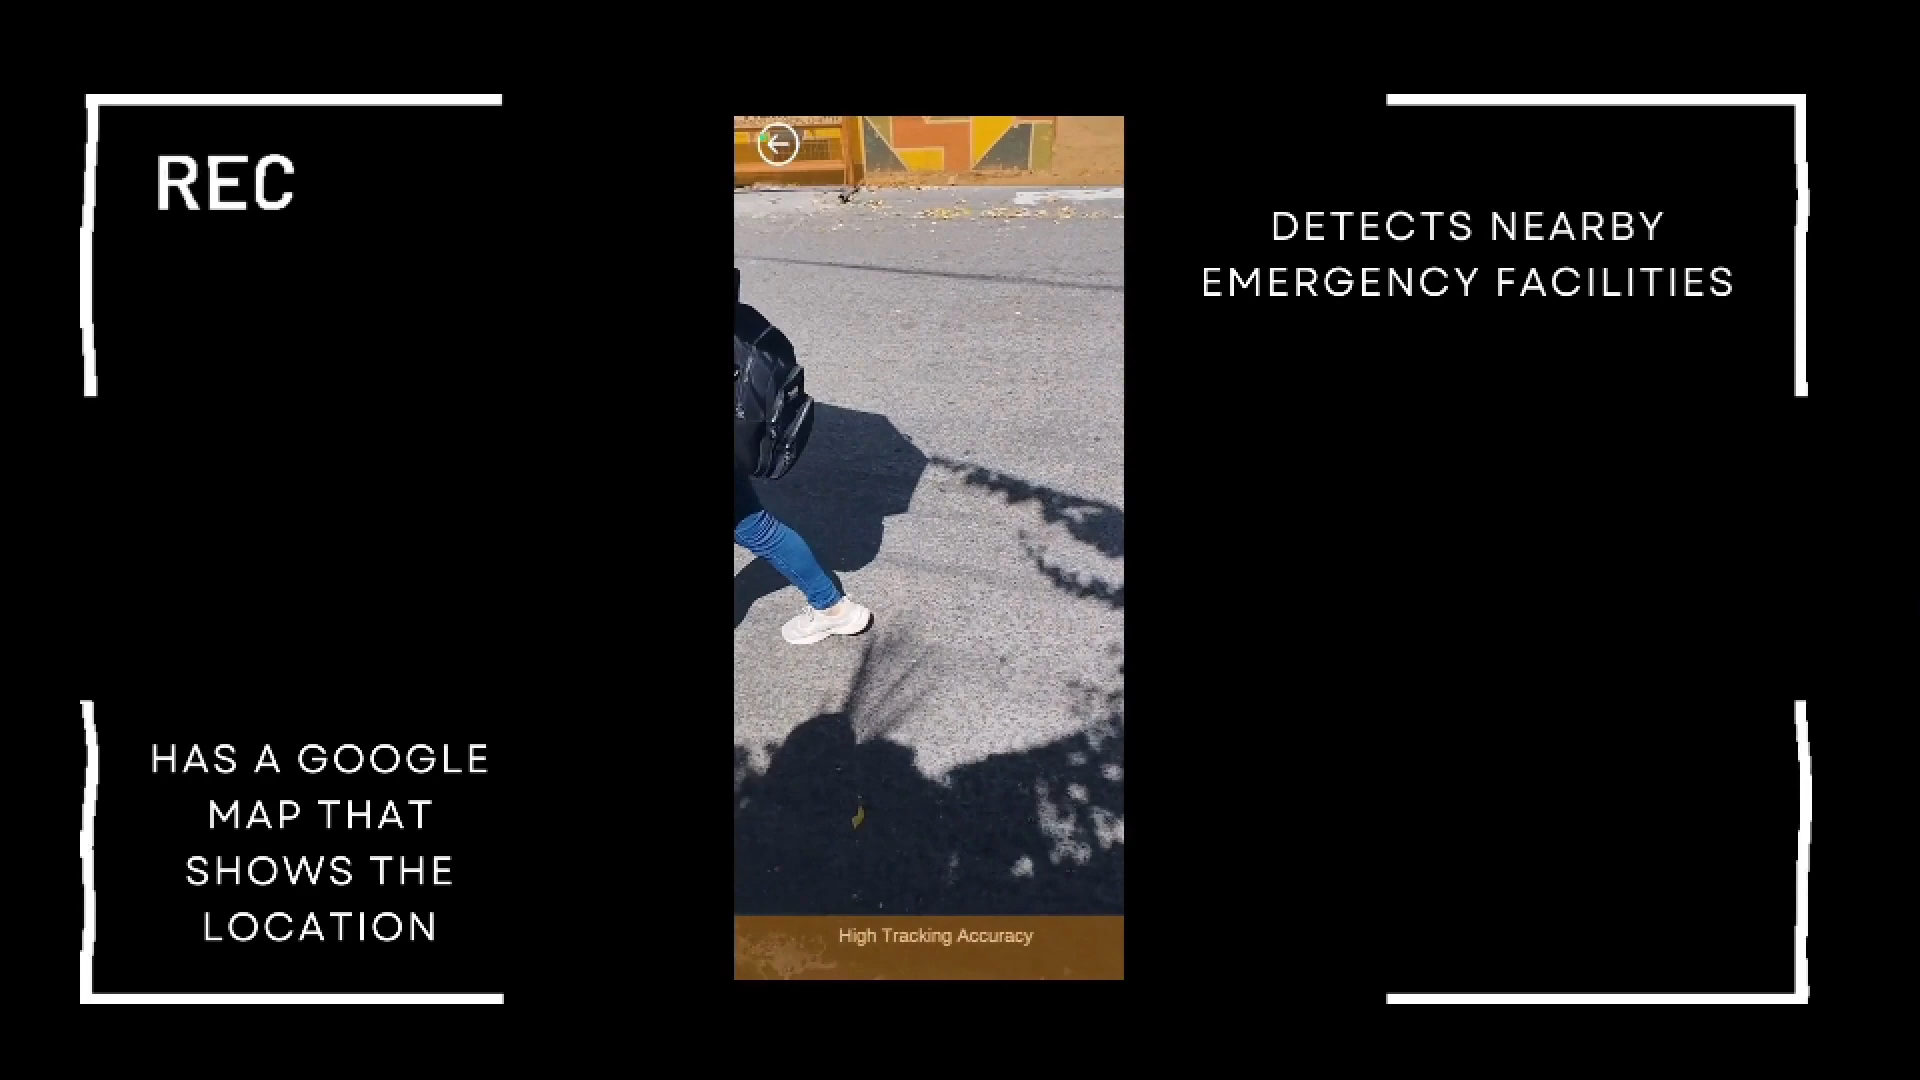 REC
DETECTS NEARBY
EMERGENCY FACILITIES
HAS A GOOGLE
MAP THAT
SHOWS THE
LOCATION
High Tracking Accuracy